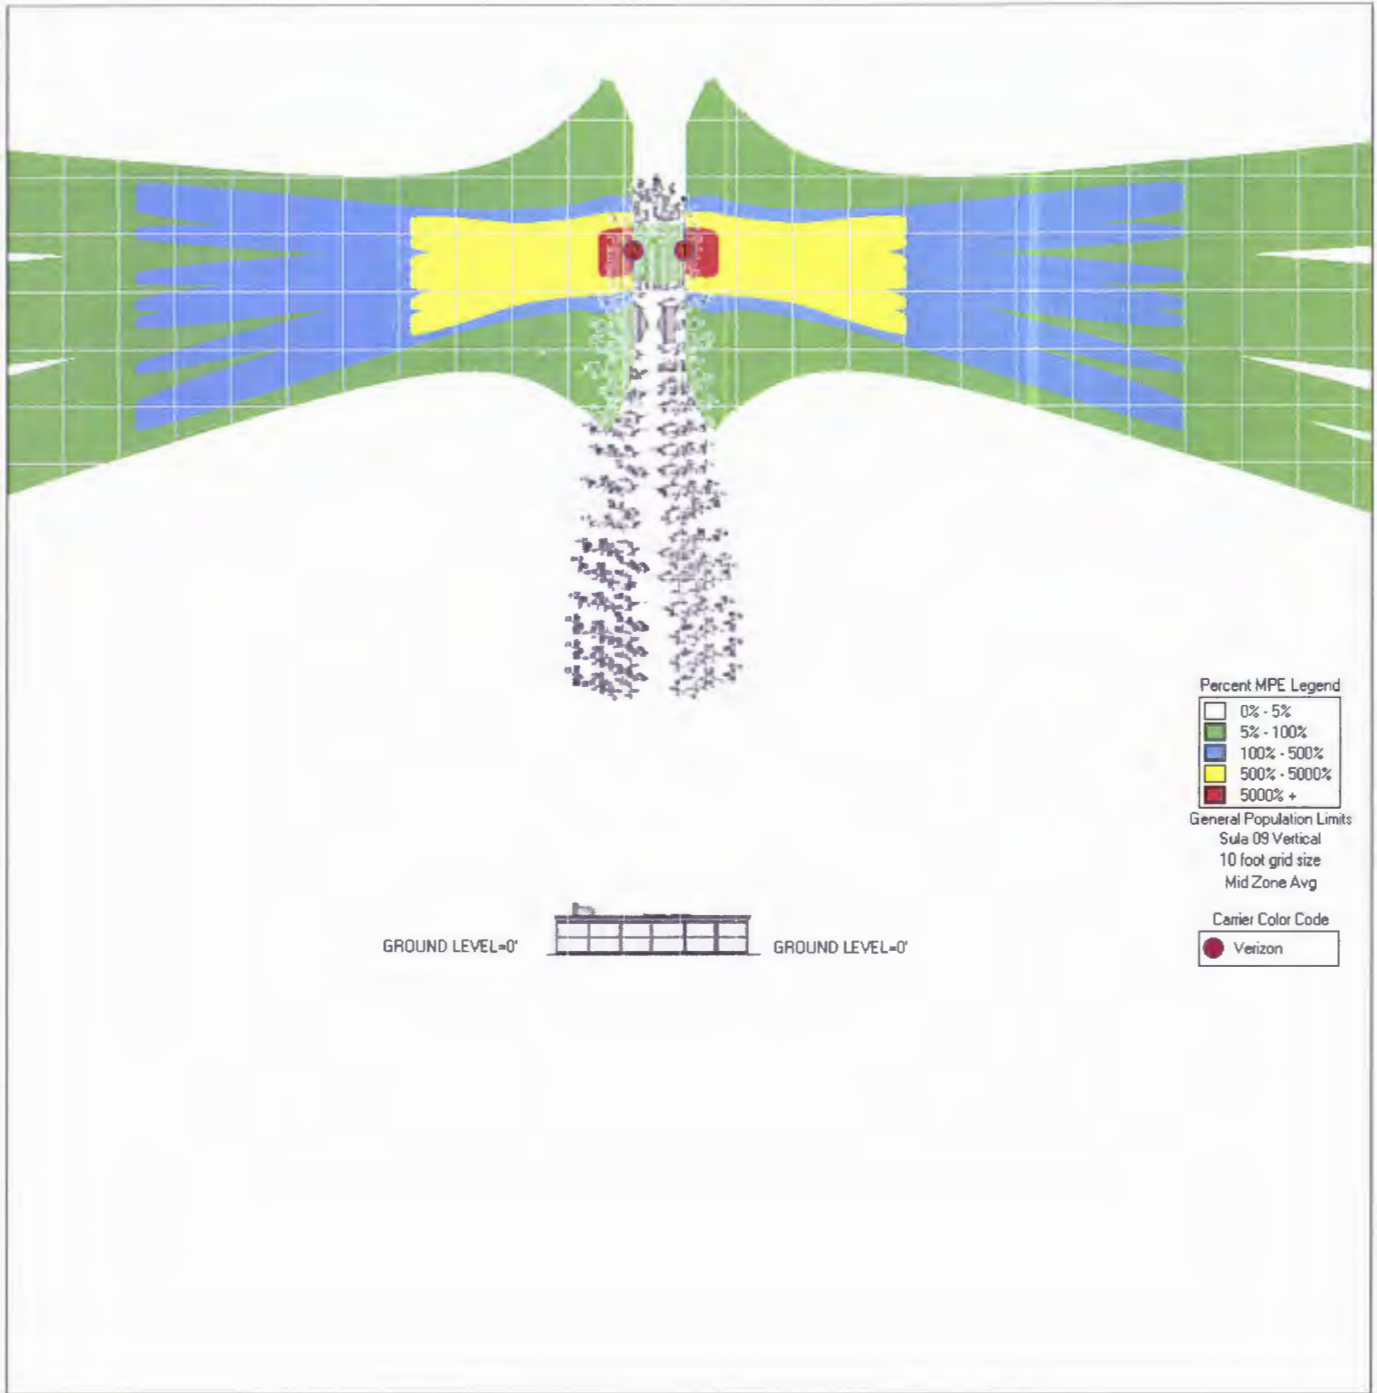 Percent MPE Legend
0% - 5%
5% - 100%
100% - 500%
500% - 5000%
5000% +
General Population Limits
Sula 09 Vertical
10 foot grid size
Mid Zone Avg
Carrier Color Code
Verizon
GROUND LEVEL=0' GROUND LEVEL=0'